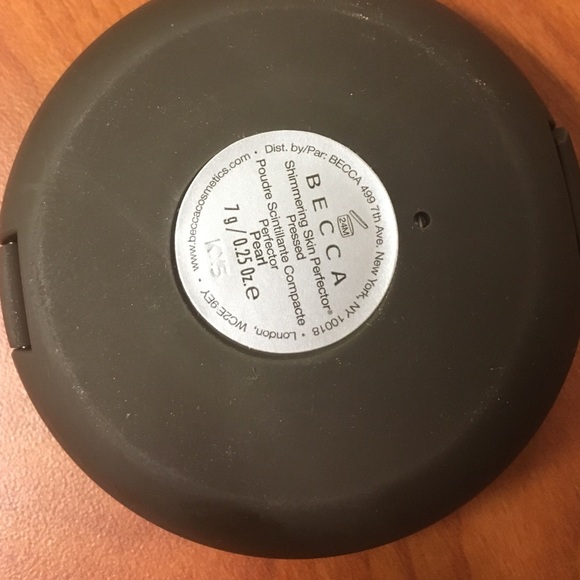 BECCA
24M
Shimmering Skin Perfector®
Pressed
Poudre Scintillante Compacte
Perfector
Pearl
7 g / 0.25 Oz.e
www.beccacosmetics.com • Dist. by/Par: BECCA 499 7th Ave. New York, NY 10018 • London, WC2E 9EY •